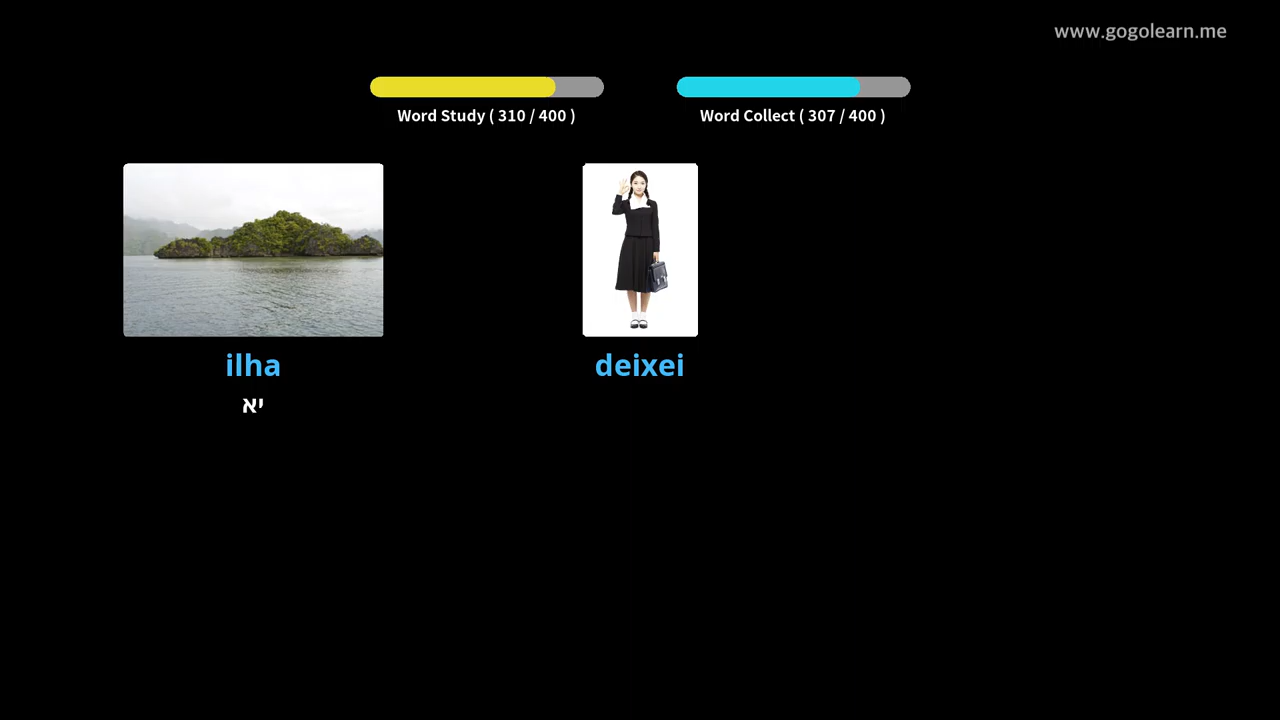 www.gogolearn.me
Word Study ( 310 / 400 )
Word Collect ( 307 / 400 )
ilha
deixei
אי